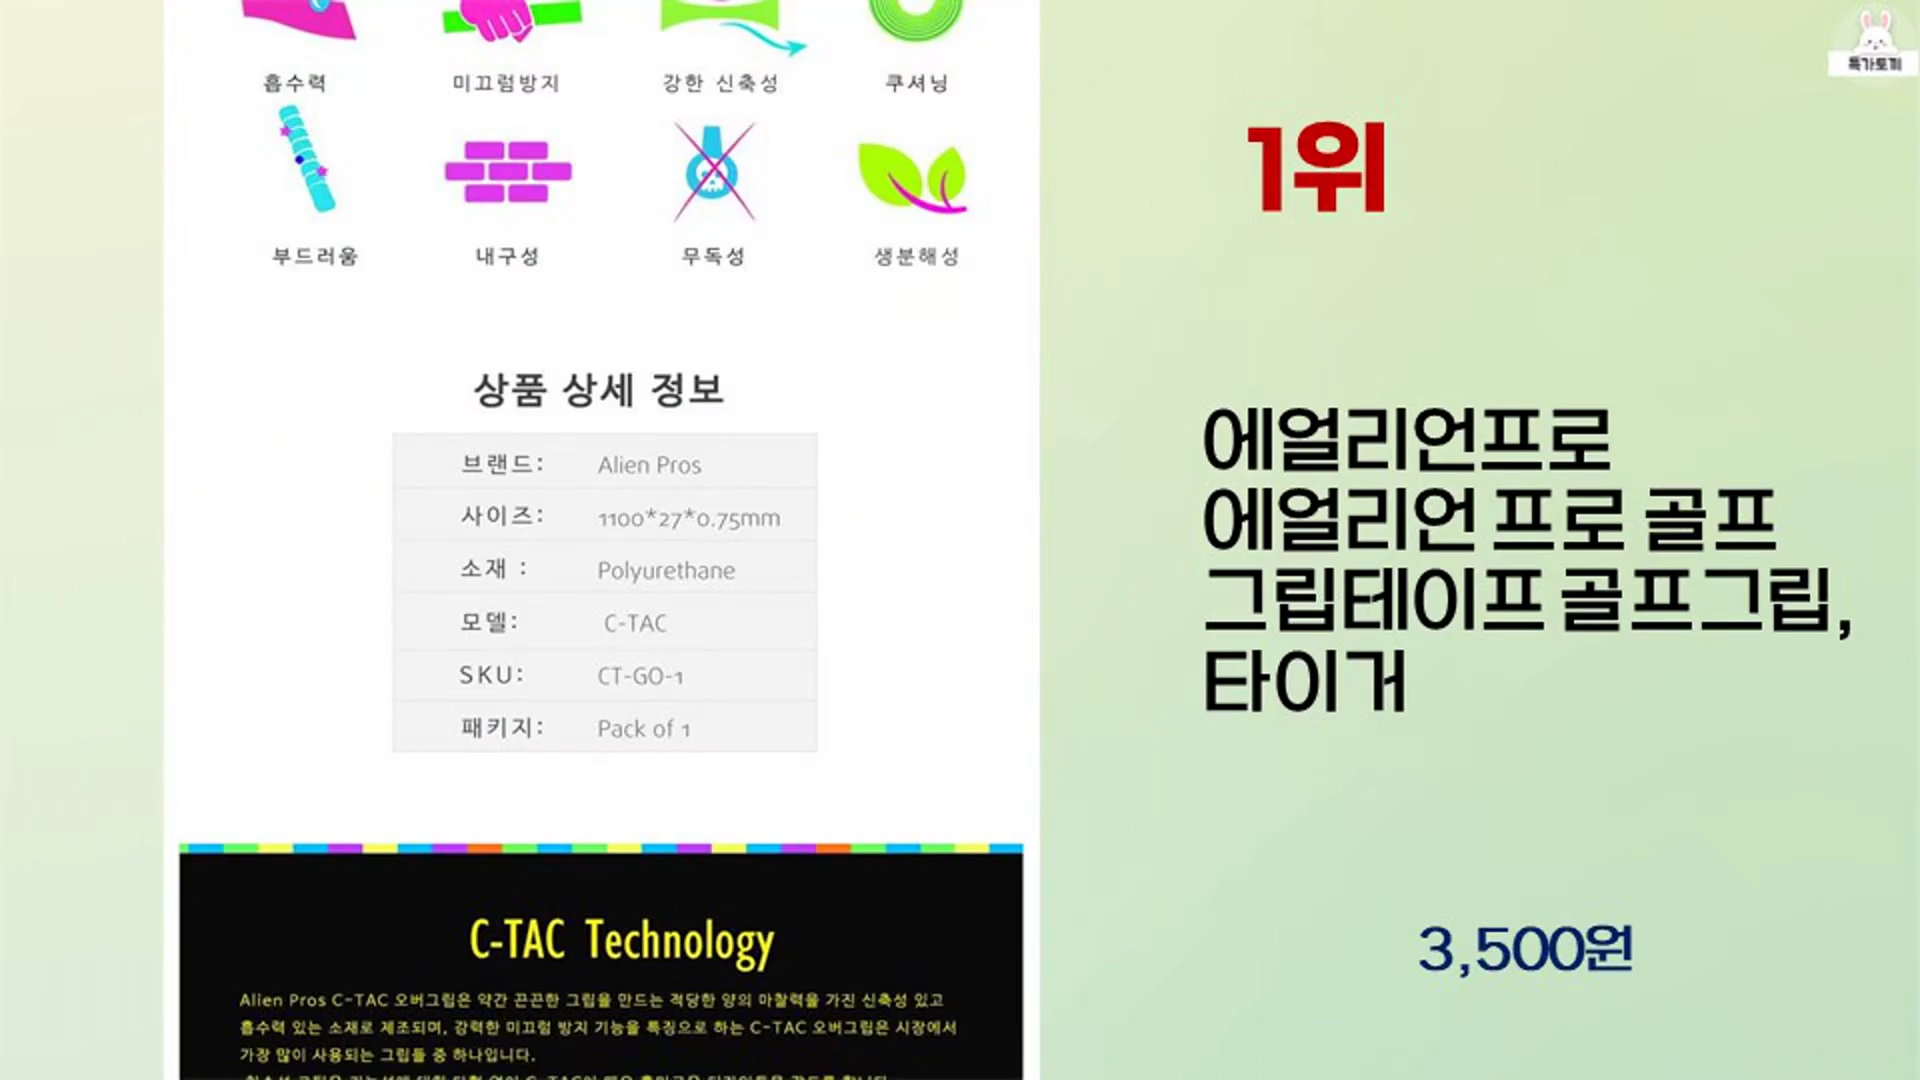 흡수력 미끄럼방지 강한 신축성 쿠셔닝
부드러움 내구성 무독성 생분해성
상품 상세 정보
브랜드: Alien Pros
사이즈: 1100*27*0.75mm
소재 : Polyurethane
모델: C-TAC
SKU: CT-GO-1
패키지: Pack of 1
C-TAC Technology
Alien Pros C-TAC 오버그립은 약간 끈끈한 그립을 만드는 적당한 양의 마찰력을 가진 신축성 있고
흡수력 있는 소재로 제조되며, 강력한 미끄럼 방지 기능을 특징으로 하는 C-TAC 오버그립은 시장에서
가장 많이 사용되는 그립들 중 하나입니다.
특가토끼
1위
에얼리언프로
에얼리언 프로 골프
그립테이프 골프그립,
타이거
3,500원